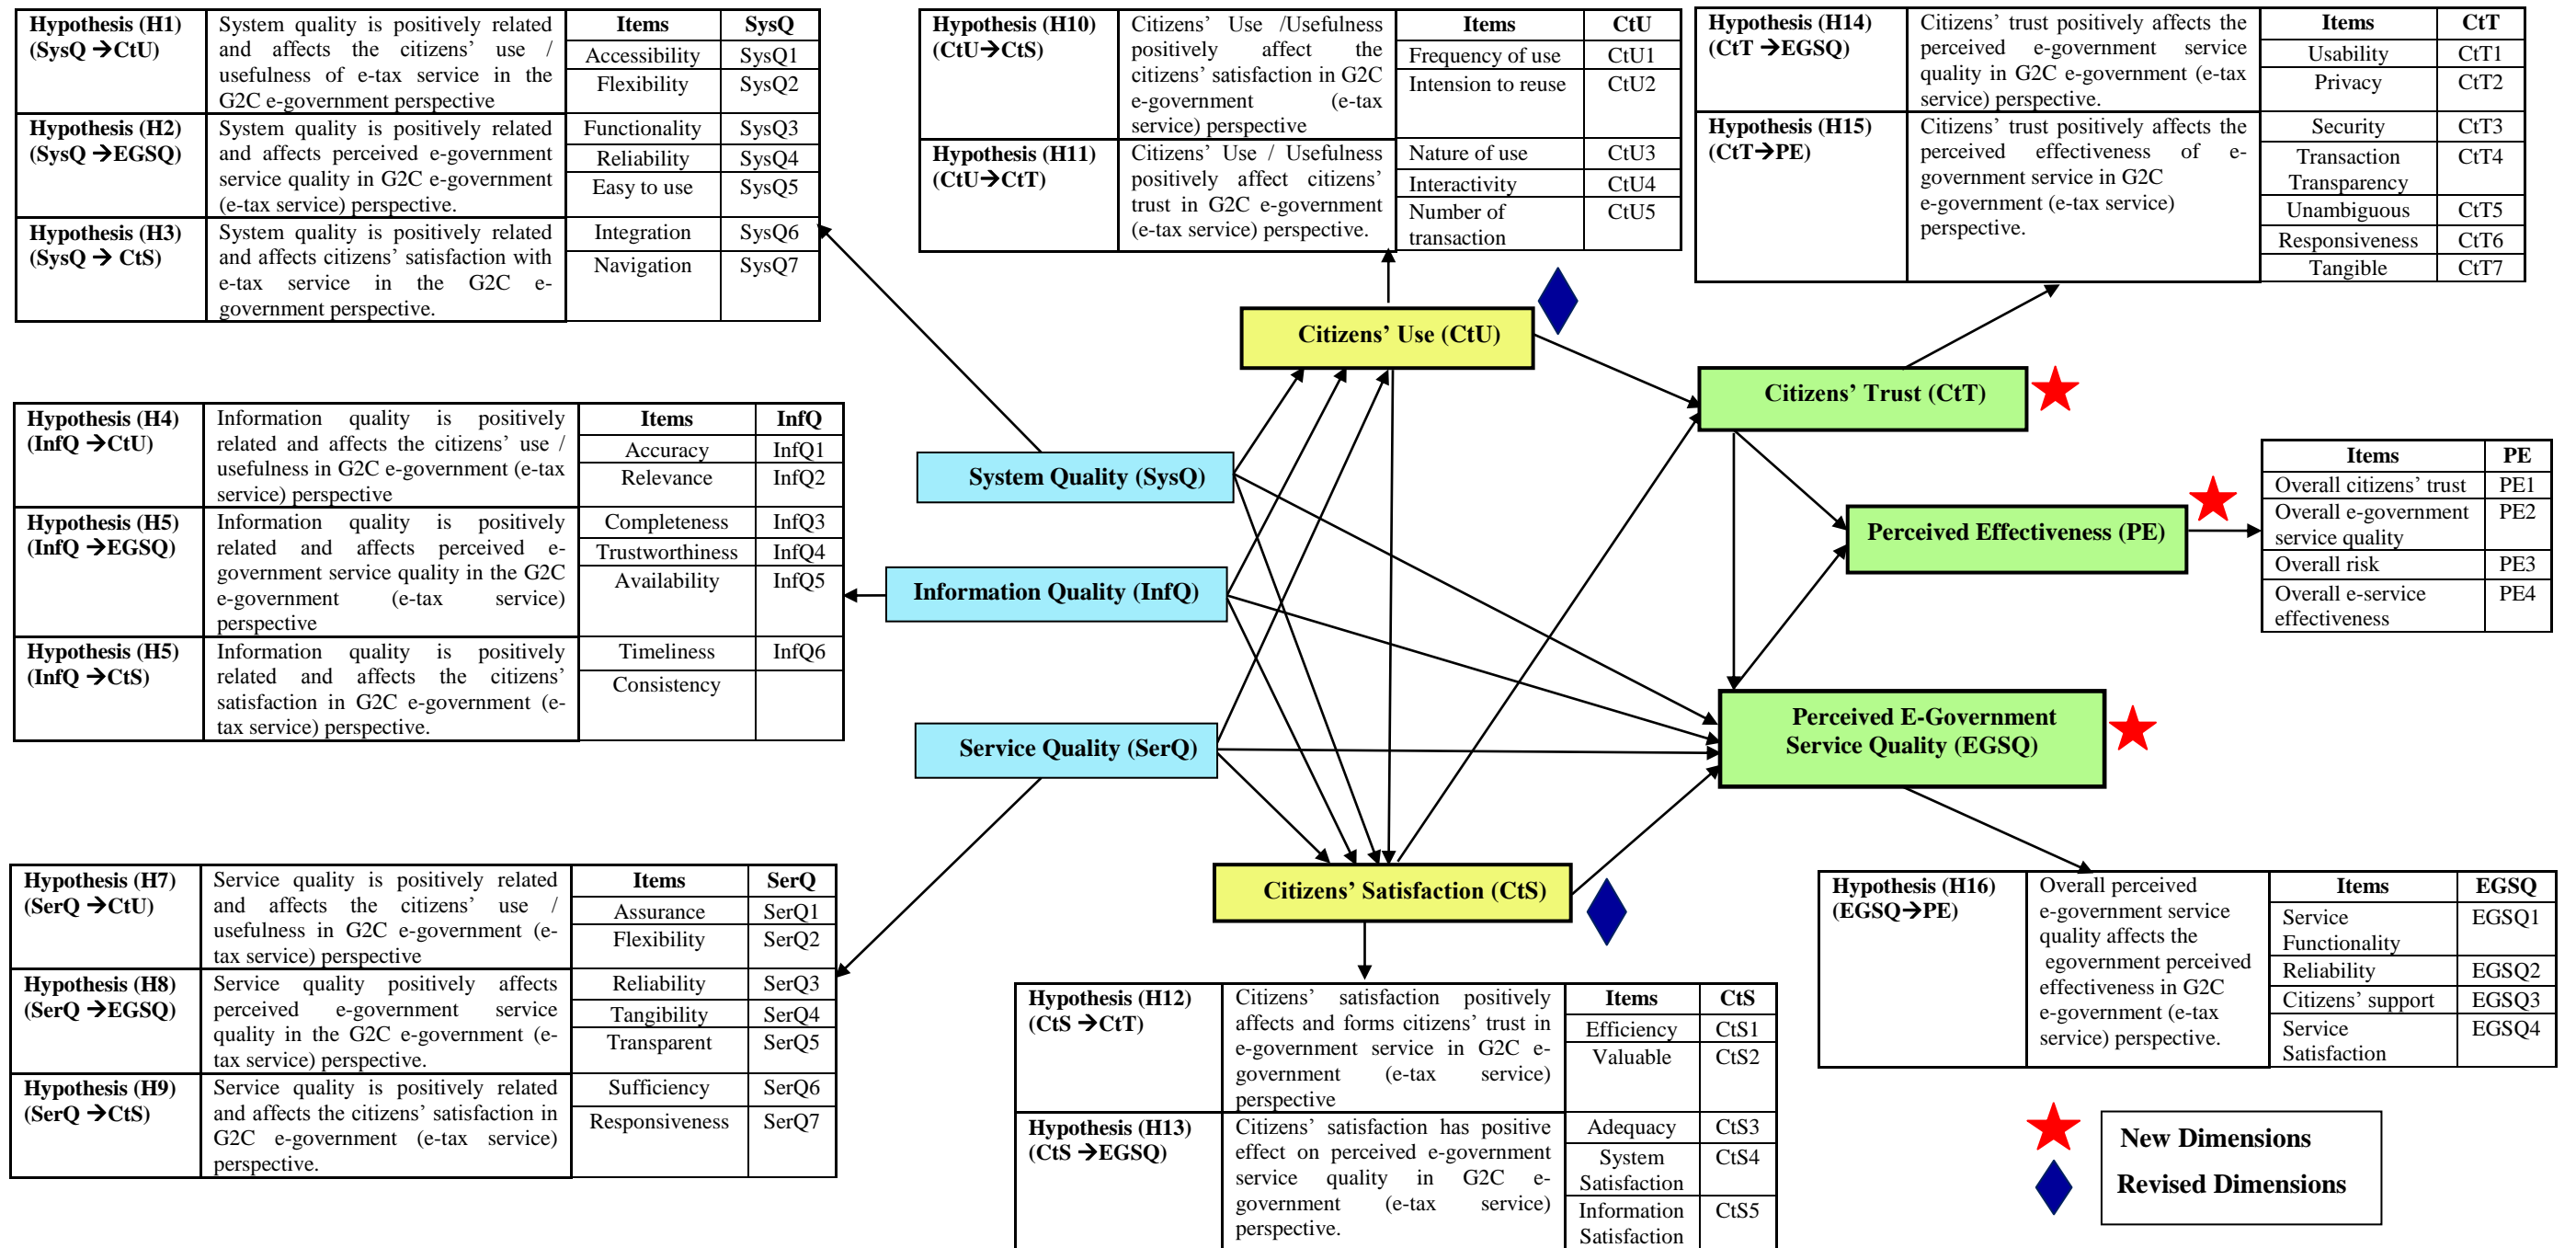 Hypothesis (H1)
(SysQ →CtU)
System quality is positively related
and affects the citizens' use /
usefulness of e-tax service in the
G2C e-government perspective
Hypothesis (H2)
(SysQ →EGSQ)
System quality is positively related
and affects perceived e-government
service quality in G2C e-government
(e-tax service) perspective.
Hypothesis (H3)
(SysQ → CtS)
System quality is positively related
and affects citizens' satisfaction with
e-tax service in the G2C e-
government perspective.
Items SysQ
Accessibility SysQ1
Flexibility SysQ2
Functionality SysQ3
Reliability SysQ4
Easy to use SysQ5
Integration SysQ6
Navigation SysQ7
Hypothesis (H10)
(CtU→CtS)
Citizens' Use /Usefulness
positively affect the
citizens' satisfaction in G2C
e-government (e-tax
service) perspective
Hypothesis (H11)
(CtU→CtT)
Citizens' Use / Usefulness
positively affect citizens'
trust in G2C e-government
(e-tax service) perspective.
Items CtU
Frequency of use CtU1
Intension to reuse CtU2
Nature of use CtU3
Interactivity CtU4
Number of CtU5
transaction
Hypothesis (H14)
(CtT →EGSQ)
Citizens' trust positively affects the
perceived e-government service
quality in G2C e-government (e-tax
service) perspective.
Hypothesis (H15)
(CtT→PE)
Citizens' trust positively affects the
perceived effectiveness of e-
government service in G2C
e-government (e-tax service)
perspective.
Items CtT
Usability CtT1
Privacy CtT2
Security CtT3
Transaction CtT4
Transparency
Unambiguous CtT5
Responsiveness CtT6
Tangible CtT7
Citizens' Use (CtU)
Citizens' Trust (CtT)
System Quality (SysQ)
Perceived Effectiveness (PE)
Information Quality (InfQ)
Service Quality (SerQ)
Perceived E-Government
Service Quality (EGSQ)
Citizens' Satisfaction (CtS)
Hypothesis (H4)
(InfQ →CtU)
Information quality is positively
related and affects the citizens' use /
usefulness in G2C e-government (e-tax
service) perspective
Hypothesis (H5)
(InfQ →EGSQ)
Information quality is positively
related and affects perceived e-
government service quality in the G2C
e-government (e-tax service)
perspective
Hypothesis (H5)
(InfQ →CtS)
Information quality is positively
related and affects the citizens'
satisfaction in G2C e-government (e-
tax service) perspective.
Items InfQ
Accuracy InfQ1
Relevance InfQ2
Completeness InfQ3
Trustworthiness InfQ4
Availability InfQ5
Timeliness InfQ6
Consistency
Items PE
Overall citizens' trust PE1
Overall e-government PE2
service quality
Overall risk PE3
Overall e-service PE4
effectiveness
Hypothesis (H7)
(SerQ →CtU)
Service quality is positively related
and affects the citizens' use /
usefulness in G2C e-government (e-
tax service) perspective
Hypothesis (H8)
(SerQ →EGSQ)
Service quality positively affects
perceived e-government service
quality in the G2C e-government (e-
tax service) perspective.
Hypothesis (H9)
(SerQ →CtS)
Service quality is positively related
and affects the citizens' satisfaction in
G2C e-government (e-tax service)
perspective.
Items SerQ
Assurance SerQ1
Flexibility SerQ2
Reliability SerQ3
Tangibility SerQ4
Transparent SerQ5
Sufficiency SerQ6
Responsiveness SerQ7
Hypothesis (H12)
(CtS →CtT)
Citizens' satisfaction positively
affects and forms citizens' trust in
e-government service in G2C e-
government (e-tax service)
perspective
Hypothesis (H13)
(CtS →EGSQ)
Citizens' satisfaction has positive
effect on perceived e-government
service quality in G2C e-
government (e-tax service)
perspective.
Items CtS
Efficiency CtS1
Valuable CtS2
Adequacy CtS3
System CtS4
Satisfaction
Information CtS5
Satisfaction
Hypothesis (H16)
(EGSQ→PE)
Overall perceived
e-government service
quality affects the
egovernment perceived
effectiveness in G2C
e-government (e-tax
service) perspective.
Items EGSQ
Service EGSQ1
Functionality
Reliability EGSQ2
Citizens' support EGSQ3
Service EGSQ4
Satisfaction
New Dimensions
Revised Dimensions